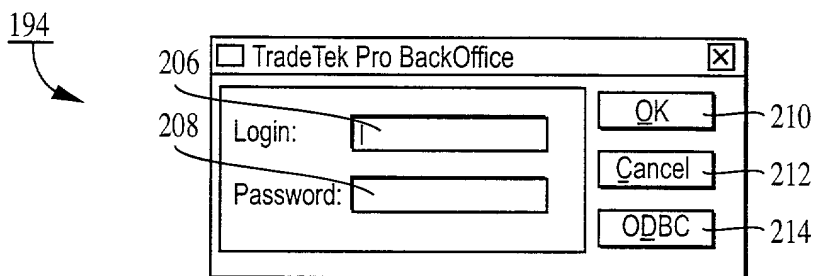 194
TradeTek Pro BackOffice
206
Login:
OK
210
208
Cancel
212
Password:
ODBC
214